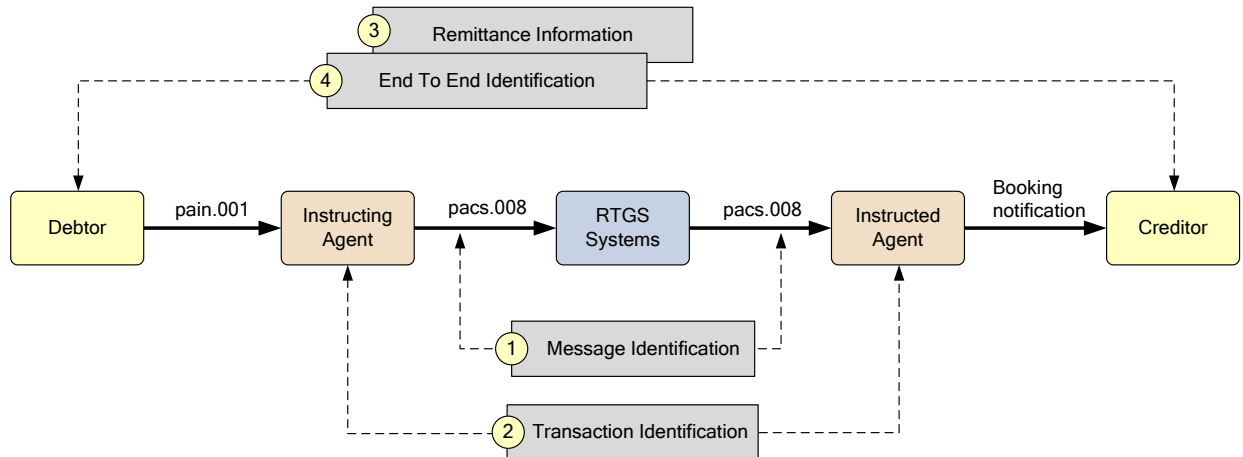 3
Remittance Information
4
End To End Identification
Debtor
pain.001
Instructing
Agent
pacs.008
RTGS
Systems
pacs.008
Instructed
Agent
Booking
notification
Creditor
1
Message Identification
2
Transaction Identification